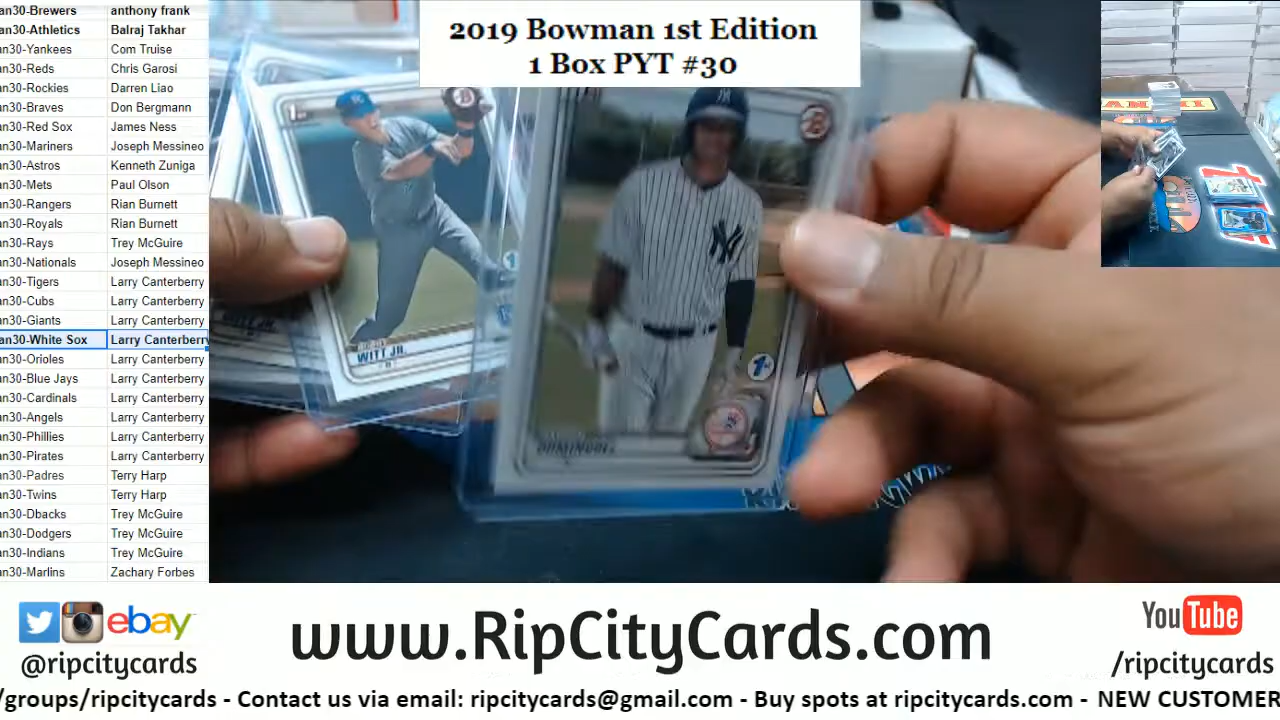 2019 Bowman 1st Edition
1 Box PYT #30
an30-Brewers anthony frank
an30-Athletics Balraj Takhar
an30-Yankees Com Truise
an30-Reds Chris Garosi
an30-Rockies Darren Liao
an30-Braves Don Bergmann
an30-Red Sox James Ness
an30-Mariners Joseph Messineo
an30-Astros Kenneth Zuniga
an30-Mets Paul Olson
an30-Rangers Rian Burnett
an30-Royals Rian Burnett
an30-Rays Trey McGuire
an30-Nationals Joseph Messineo
an30-Tigers Larry Canterberry
an30-Cubs Larry Canterberry
an30-Giants Larry Canterberry
an30-White Sox Larry Canterberry
an30-Orioles Larry Canterberry
an30-Blue Jays Larry Canterberry
an30-Cardinals Larry Canterberry
an30-Angels Larry Canterberry
an30-Phillies Larry Canterberry
an30-Pirates Larry Canterberry
an30-Padres Terry Harp
an30-Twins Terry Harp
an30-Dbacks Trey McGuire
an30-Dodgers Trey McGuire
an30-Indians Trey McGuire
an30-Marlins Zachary Forbes
WITT JR.
NY
1st
DOMINGUEZ
ebay
@ripcitycards
www.RipCityCards.com
YouTube
/ripcitycards
/groups/ripcitycards - Contact us via email: ripcitycards@gmail.com - Buy spots at ripcitycards.com - NEW CUSTOMER